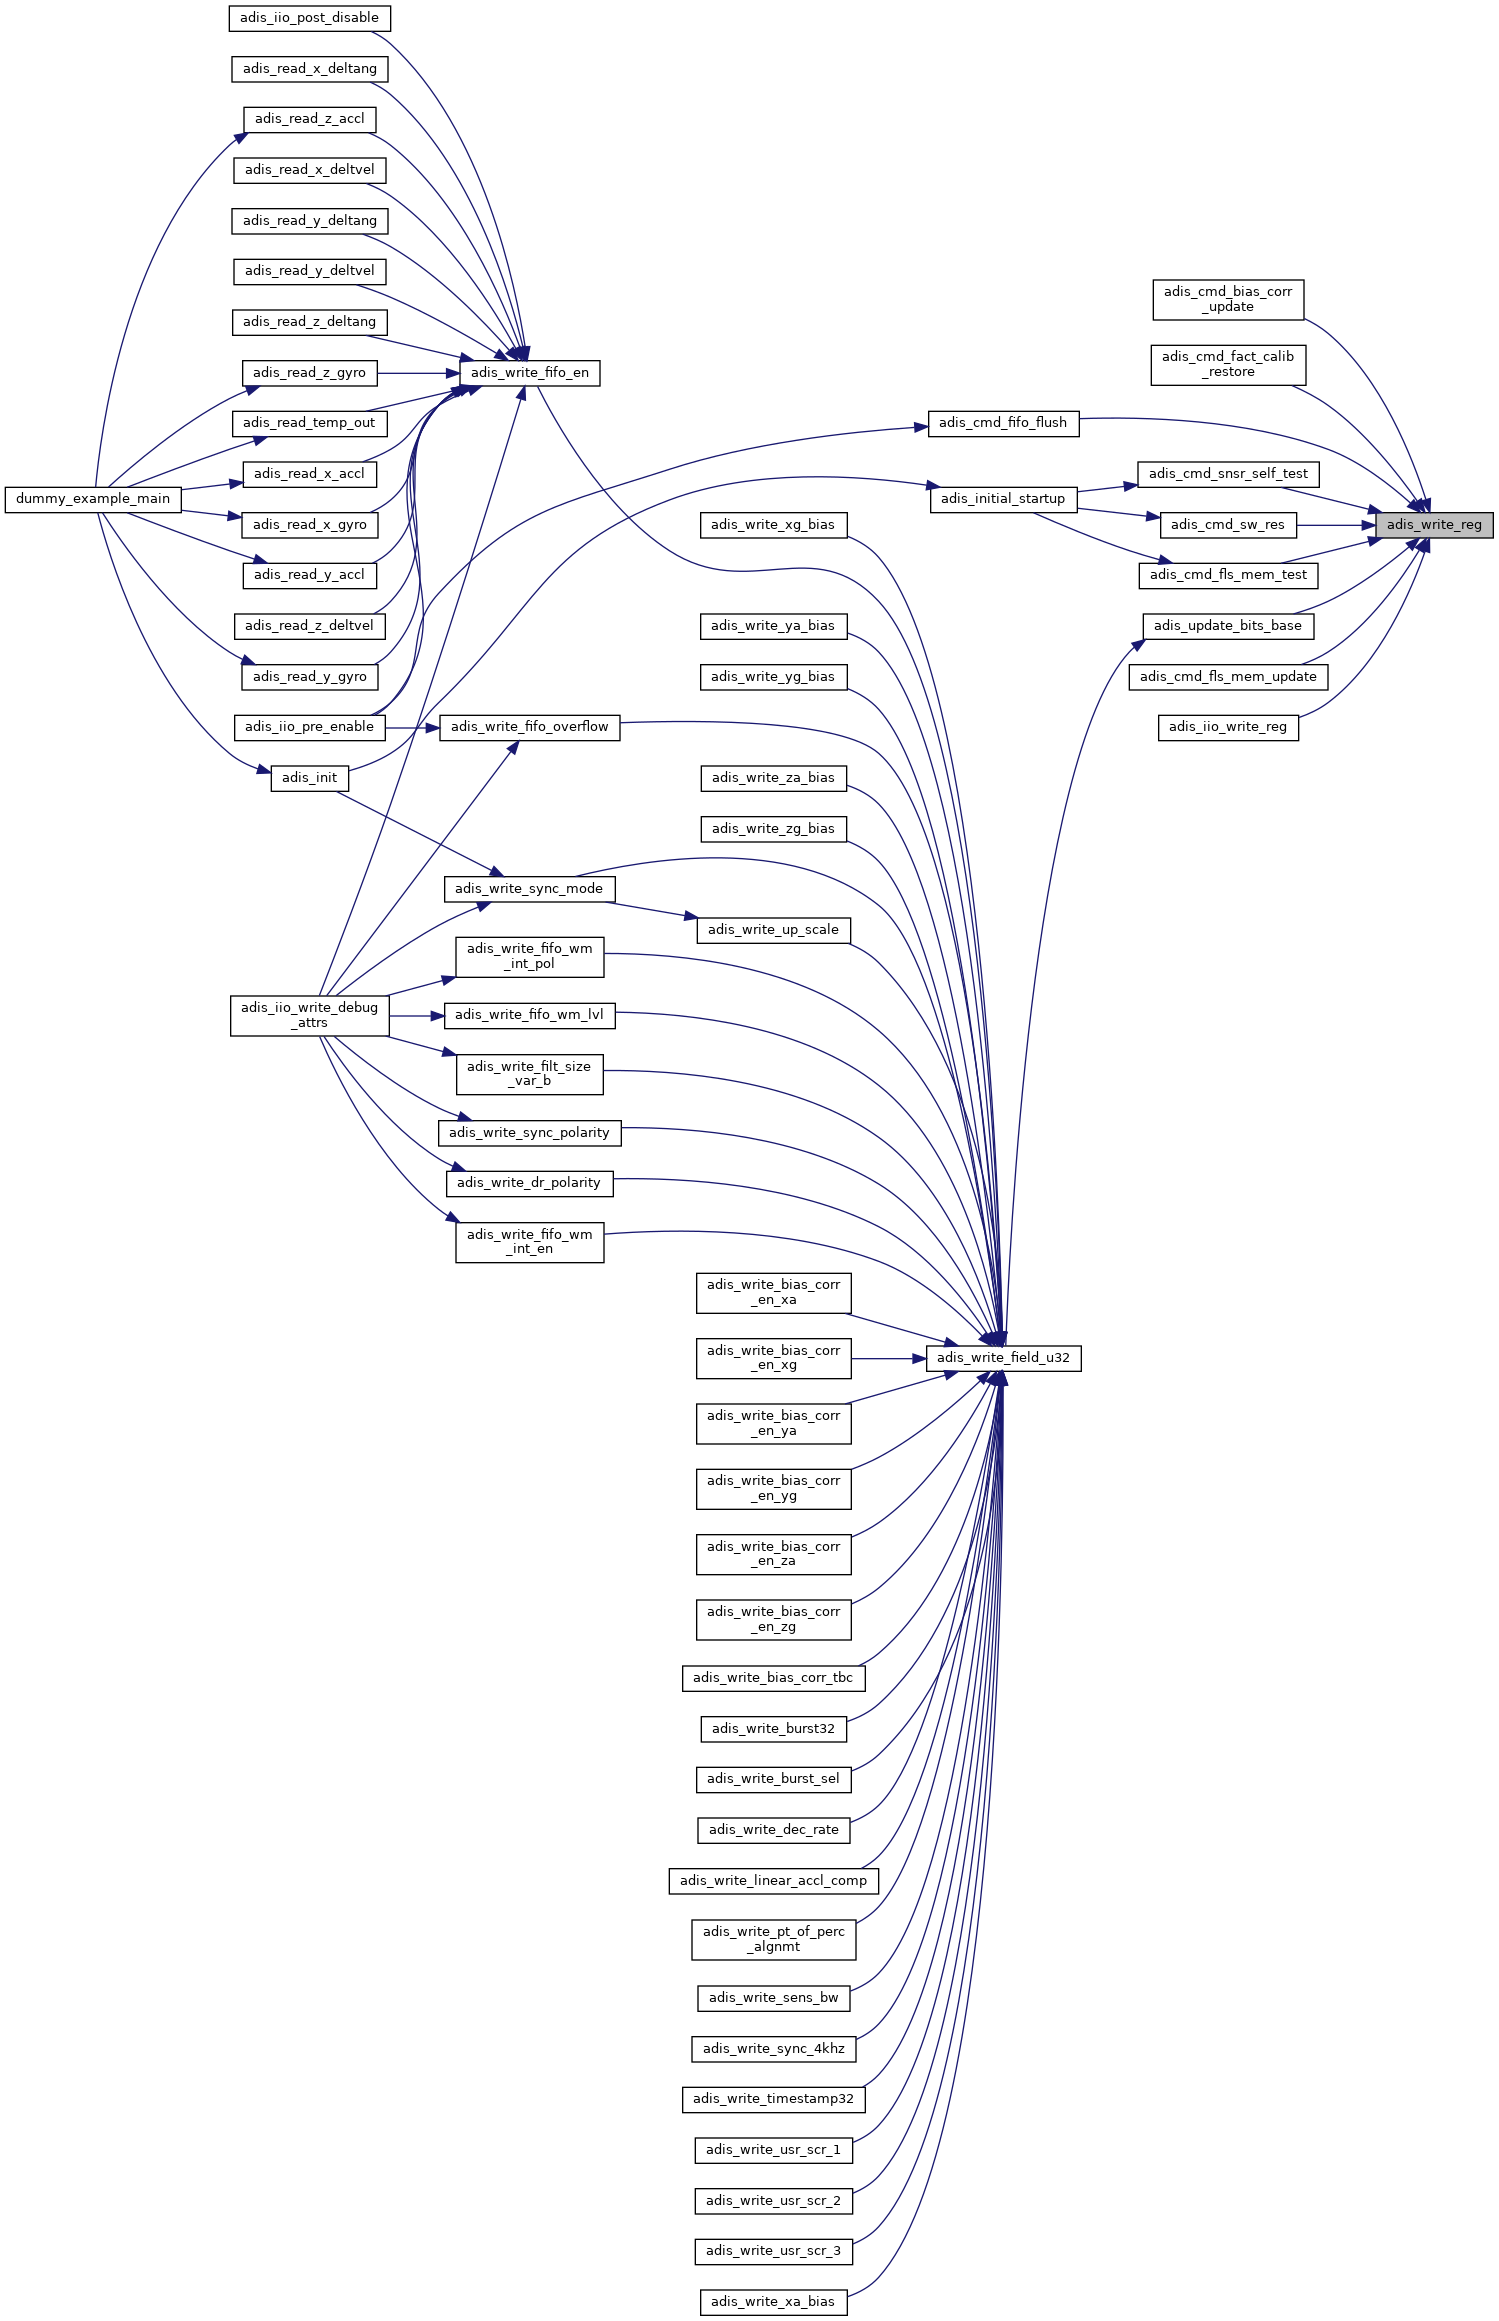 adis_iio_post_disable
adis_read_x_deltang
adis_read_z_accl
adis_read_x_deltvel
adis_read_y_deltang
adis_read_y_deltvel
adis_read_z_deltang
adis_read_z_gyro
adis_read_temp_out
adis_read_x_accl
dummy_example_main
adis_read_x_gyro
adis_read_y_accl
adis_read_z_deltvel
adis_read_y_gyro
adis_iio_pre_enable
adis_init
adis_iio_write_debug
_attrs
adis_write_fifo_en
adis_write_fifo_overflow
adis_write_sync_mode
adis_write_fifo_wm
_int_pol
adis_write_fifo_wm_lvl
adis_write_filt_size
_var_b
adis_write_sync_polarity
adis_write_dr_polarity
adis_write_fifo_wm
_int_en
adis_write_xg_bias
adis_write_ya_bias
adis_write_yg_bias
adis_write_za_bias
adis_write_zg_bias
adis_write_up_scale
adis_write_bias_corr
_en_xa
adis_write_bias_corr
_en_xg
adis_write_bias_corr
_en_ya
adis_write_bias_corr
_en_yg
adis_write_bias_corr
_en_za
adis_write_bias_corr
_en_zg
adis_write_bias_corr_tbc
adis_write_burst32
adis_write_burst_sel
adis_write_dec_rate
adis_write_linear_accl_comp
adis_write_pt_of_perc
_algnmt
adis_write_sens_bw
adis_write_sync_4khz
adis_write_timestamp32
adis_write_usr_scr_1
adis_write_usr_scr_2
adis_write_usr_scr_3
adis_write_xa_bias
adis_cmd_fifo_flush
adis_initial_startup
adis_write_field_u32
adis_cmd_bias_corr
_update
adis_cmd_fact_calib
_restore
adis_cmd_snsr_self_test
adis_cmd_sw_res
adis_cmd_fls_mem_test
adis_update_bits_base
adis_cmd_fls_mem_update
adis_iio_write_reg
adis_write_reg